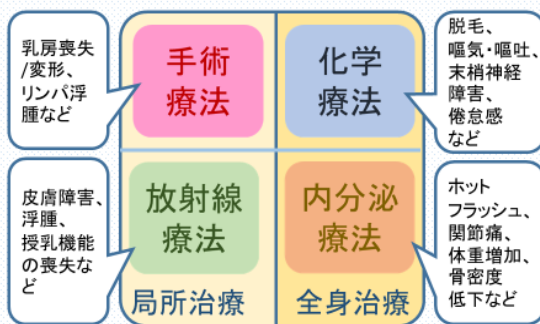 乳房喪失
/変形、
リンパ浮
腫など
手術
療法
化学
療法
脱毛、
嘔気・嘔吐、
末梢神経
障害、
倦怠感
など
皮膚障害、
浮腫、
授乳機能
の喪失な
ど
放射線
療法
内分泌
療法
ホット
フラッシュ、
関節痛、
体重増加、
骨密度
低下など
局所治療
全身治療